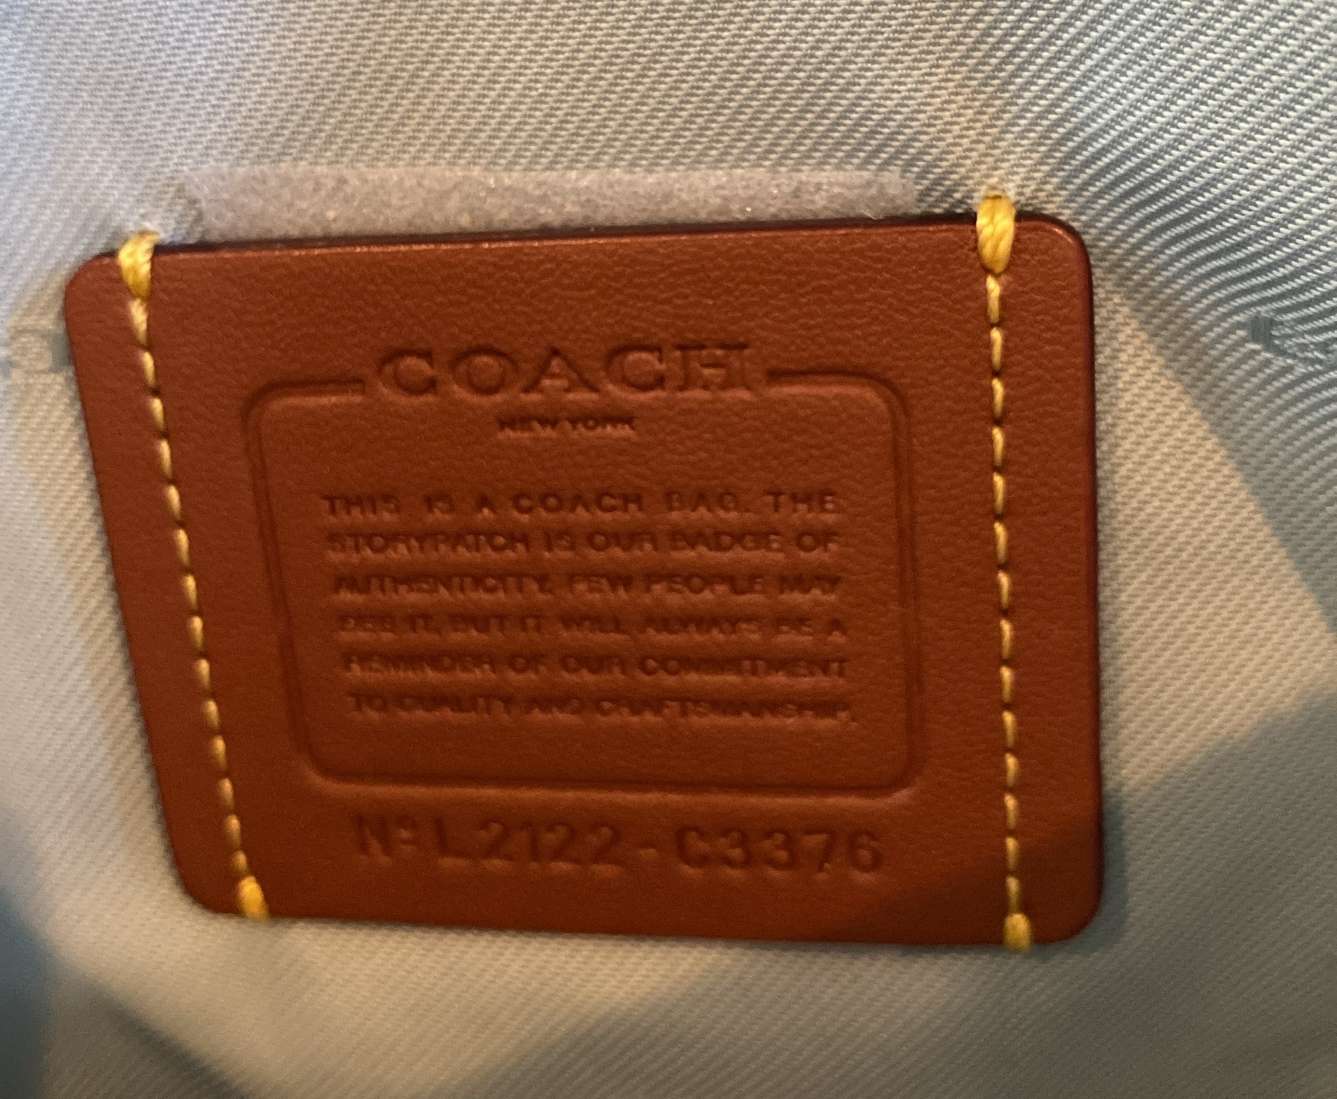 COACH
NEW YORK
THIS IS A COACH BAG. THE
STORYPATCH IS OUR BADGE OF
AUTHENTICITY. FEW PEOPLE MAY
SEE IT, BUT IT WILL ALWAYS BE A
REMINDER OF OUR COMMITMENT
TO QUALITY AND CRAFTSMANSHIP.
Nº L2122-C3376